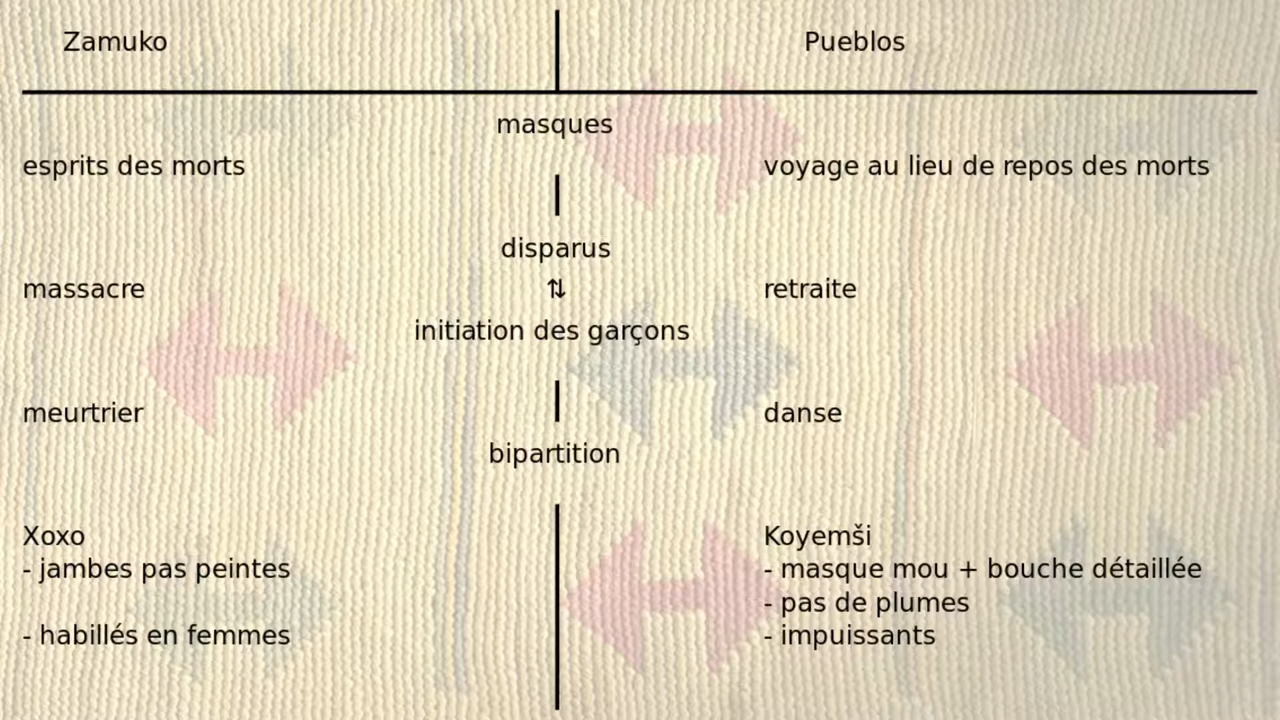 Zamuko
Pueblos
masques
esprits des morts
voyage au lieu de repos des morts
disparus
massacre
⇅
retraite
initiation des garçons
meurtrier
danse
bipartition
Xoxo
- jambes pas peintes
- habillés en femmes
Koyemši
- masque mou + bouche détaillée
- pas de plumes
- impuissants